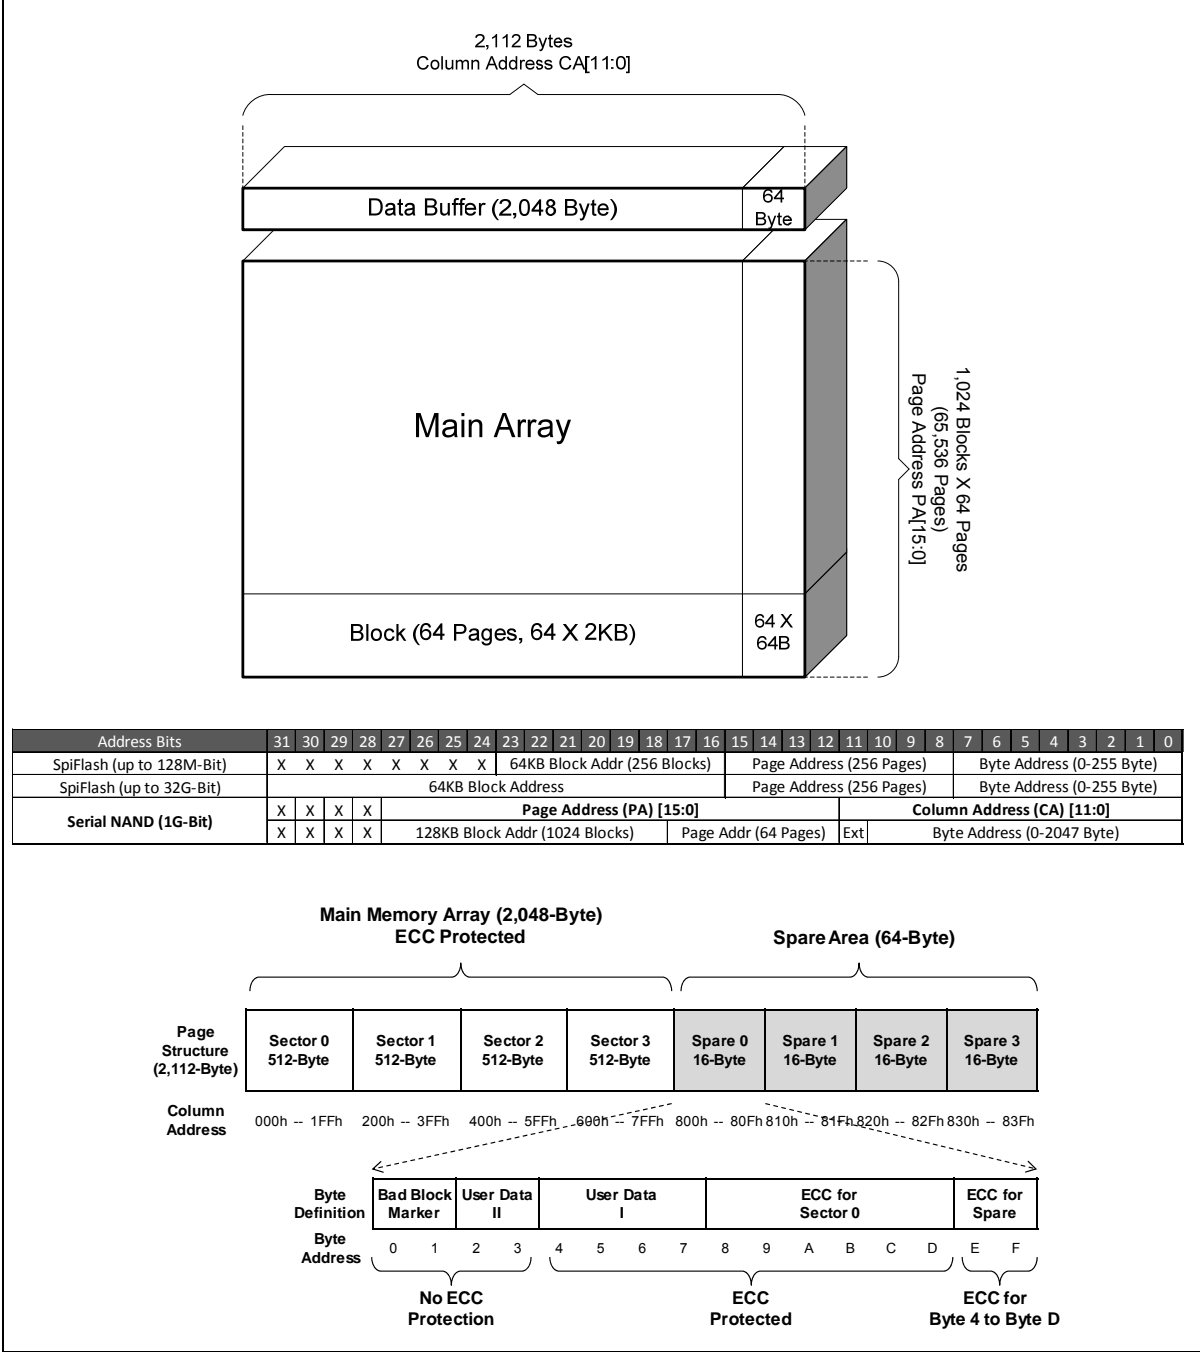 2,112 Bytes
Column Address CA[11:0]
Data Buffer (2,048 Byte)
64
Byte
Main Array
1,024 Blocks X 64 Pages
(65,536 Pages)
Page Address PA[15:0]
Block (64 Pages, 64 X 2KB)
64 X
64B
Address Bits 31 30 29 28 27 26 25 24 23 22 21 20 19 18 17 16 15 14 13 12 11 10 9 8 7 6 5 4 3 2 1 0
SpiFlash (up to 128M-Bit) X X X X X X X X 64KB Block Addr (256 Blocks) Page Address (256 Pages) Byte Address (0-255 Byte)
SpiFlash (up to 32G-Bit) 64KB Block Address Page Address (256 Pages) Byte Address (0-255 Byte)
Serial NAND (1G-Bit)
X X X X Page Address (PA) [15:0] Column Address (CA) [11:0]
X X X X 128KB Block Addr (1024 Blocks) Page Addr (64 Pages) Ext Byte Address (0-2047 Byte)
Main Memory Array (2,048-Byte)
ECC Protected
Spare Area (64-Byte)
Page
Structure
(2,112-Byte)
Sector 0
512-Byte
Sector 1
512-Byte
Sector 2
512-Byte
Sector 3
512-Byte
Spare 0
16-Byte
Spare 1
16-Byte
Spare 2
16-Byte
Spare 3
16-Byte
Column
Address
000h -- 1FFh 200h -- 3FFh 400h -- 5FFh 600h -- 7FFh 800h -- 80Fh 810h -- 81Fh 820h -- 82Fh 830h -- 83Fh
Byte
Definition
Bad Block
Marker
User Data
II
User Data
I
ECC for
Sector 0
ECC for
Spare
Byte
Address
0 1 2 3 4 5 6 7 8 9 A B C D E F
No ECC
Protection
ECC
Protected
ECC for
Byte 4 to Byte D